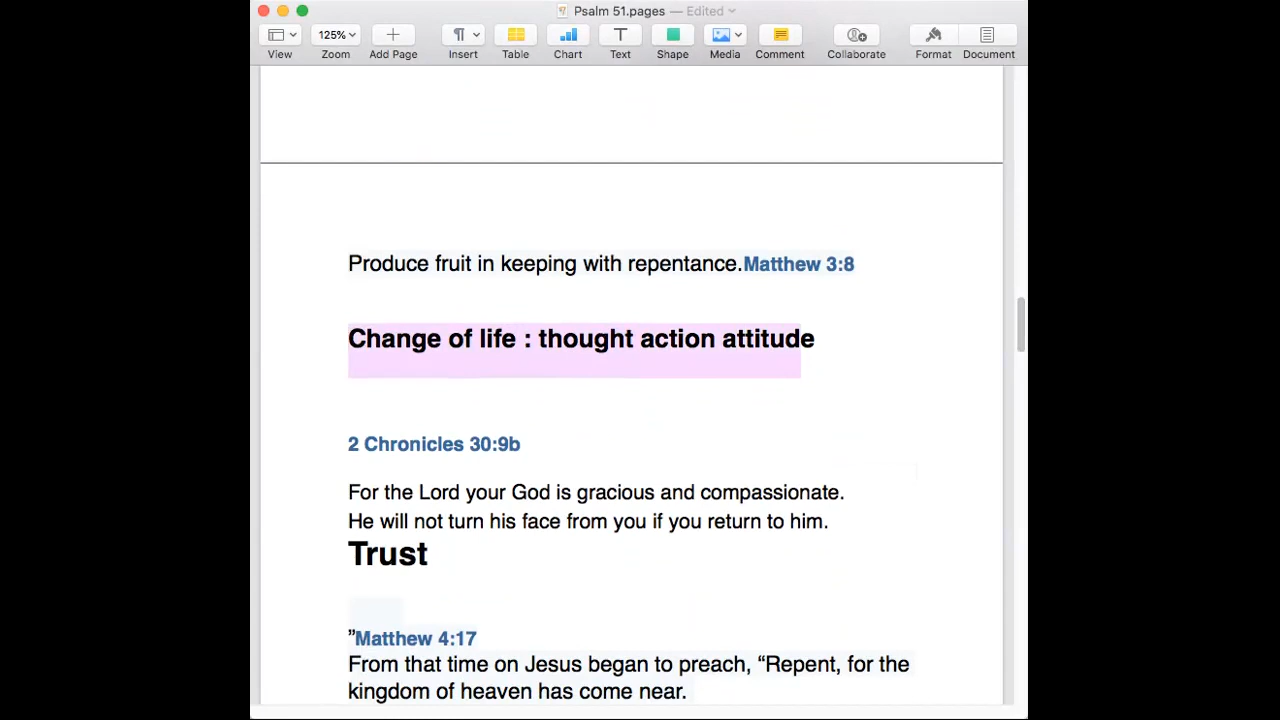 Psalm 51.pages — Edited
125%
View Zoom Add Page Insert Table Chart Text Shape Media Comment Collaborate Format Document
Produce fruit in keeping with repentance.Matthew 3:8
Change of life : thought action attitude
2 Chronicles 30:9b
For the Lord your God is gracious and compassionate.
He will not turn his face from you if you return to him.
Trust
”Matthew 4:17
From that time on Jesus began to preach, “Repent, for the
kingdom of heaven has come near.